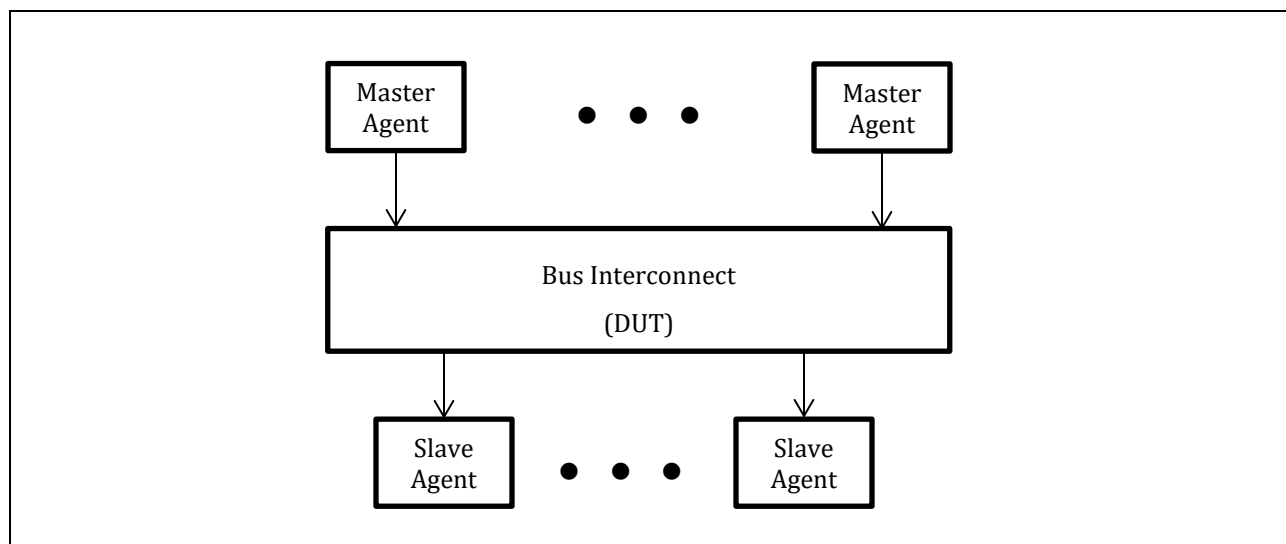 Master
Agent
Master
Agent
Bus Interconnect
(DUT)
Slave
Agent
Slave
Agent